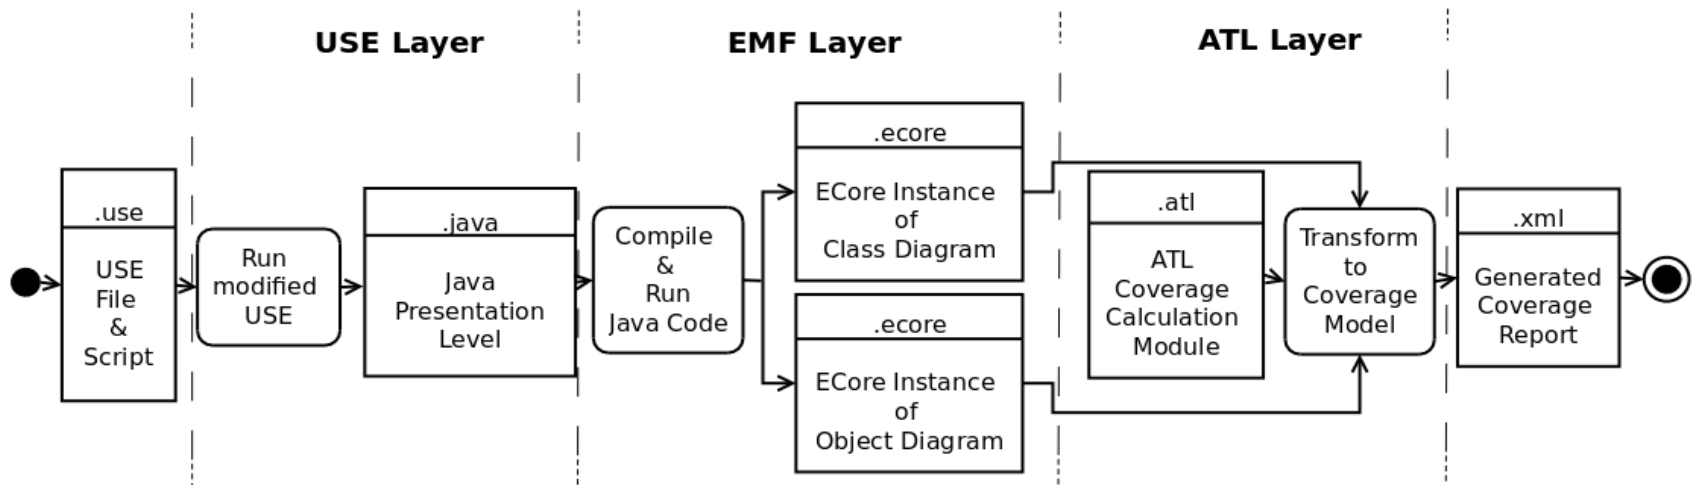 USE Layer
EMF Layer
ATL Layer
.use
USE
File
&
Script
Run
modified
USE
.java
Java
Presentation
Level
Compile
&
Run
Java Code
.ecore
ECore Instance
of
Class Diagram
.ecore
ECore Instance
of
Object Diagram
.atl
ATL
Coverage
Calculation
Module
Transform
to
Coverage
Model
.xml
Generated
Coverage
Report